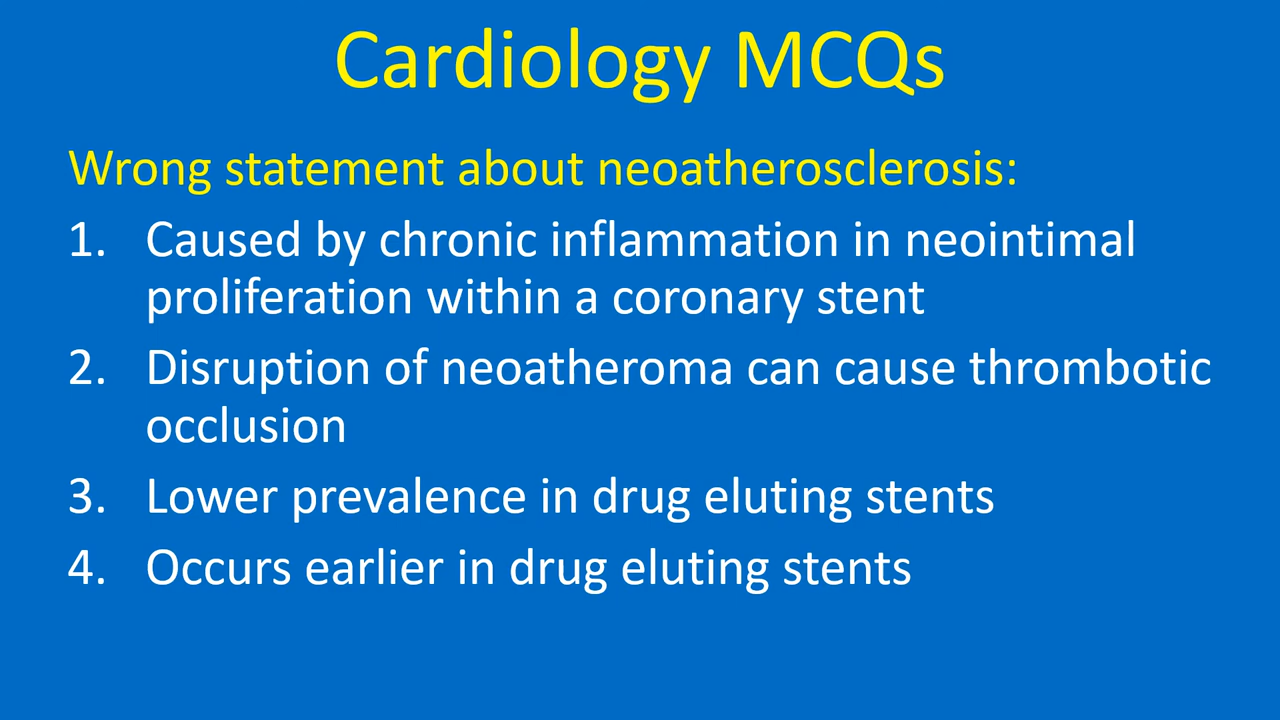 Cardiology MCQs
Wrong statement about neoatherosclerosis:
1. Caused by chronic inflammation in neointimal
proliferation within a coronary stent
2. Disruption of neoatheroma can cause thrombotic
occlusion
3. Lower prevalence in drug eluting stents
4. Occurs earlier in drug eluting stents